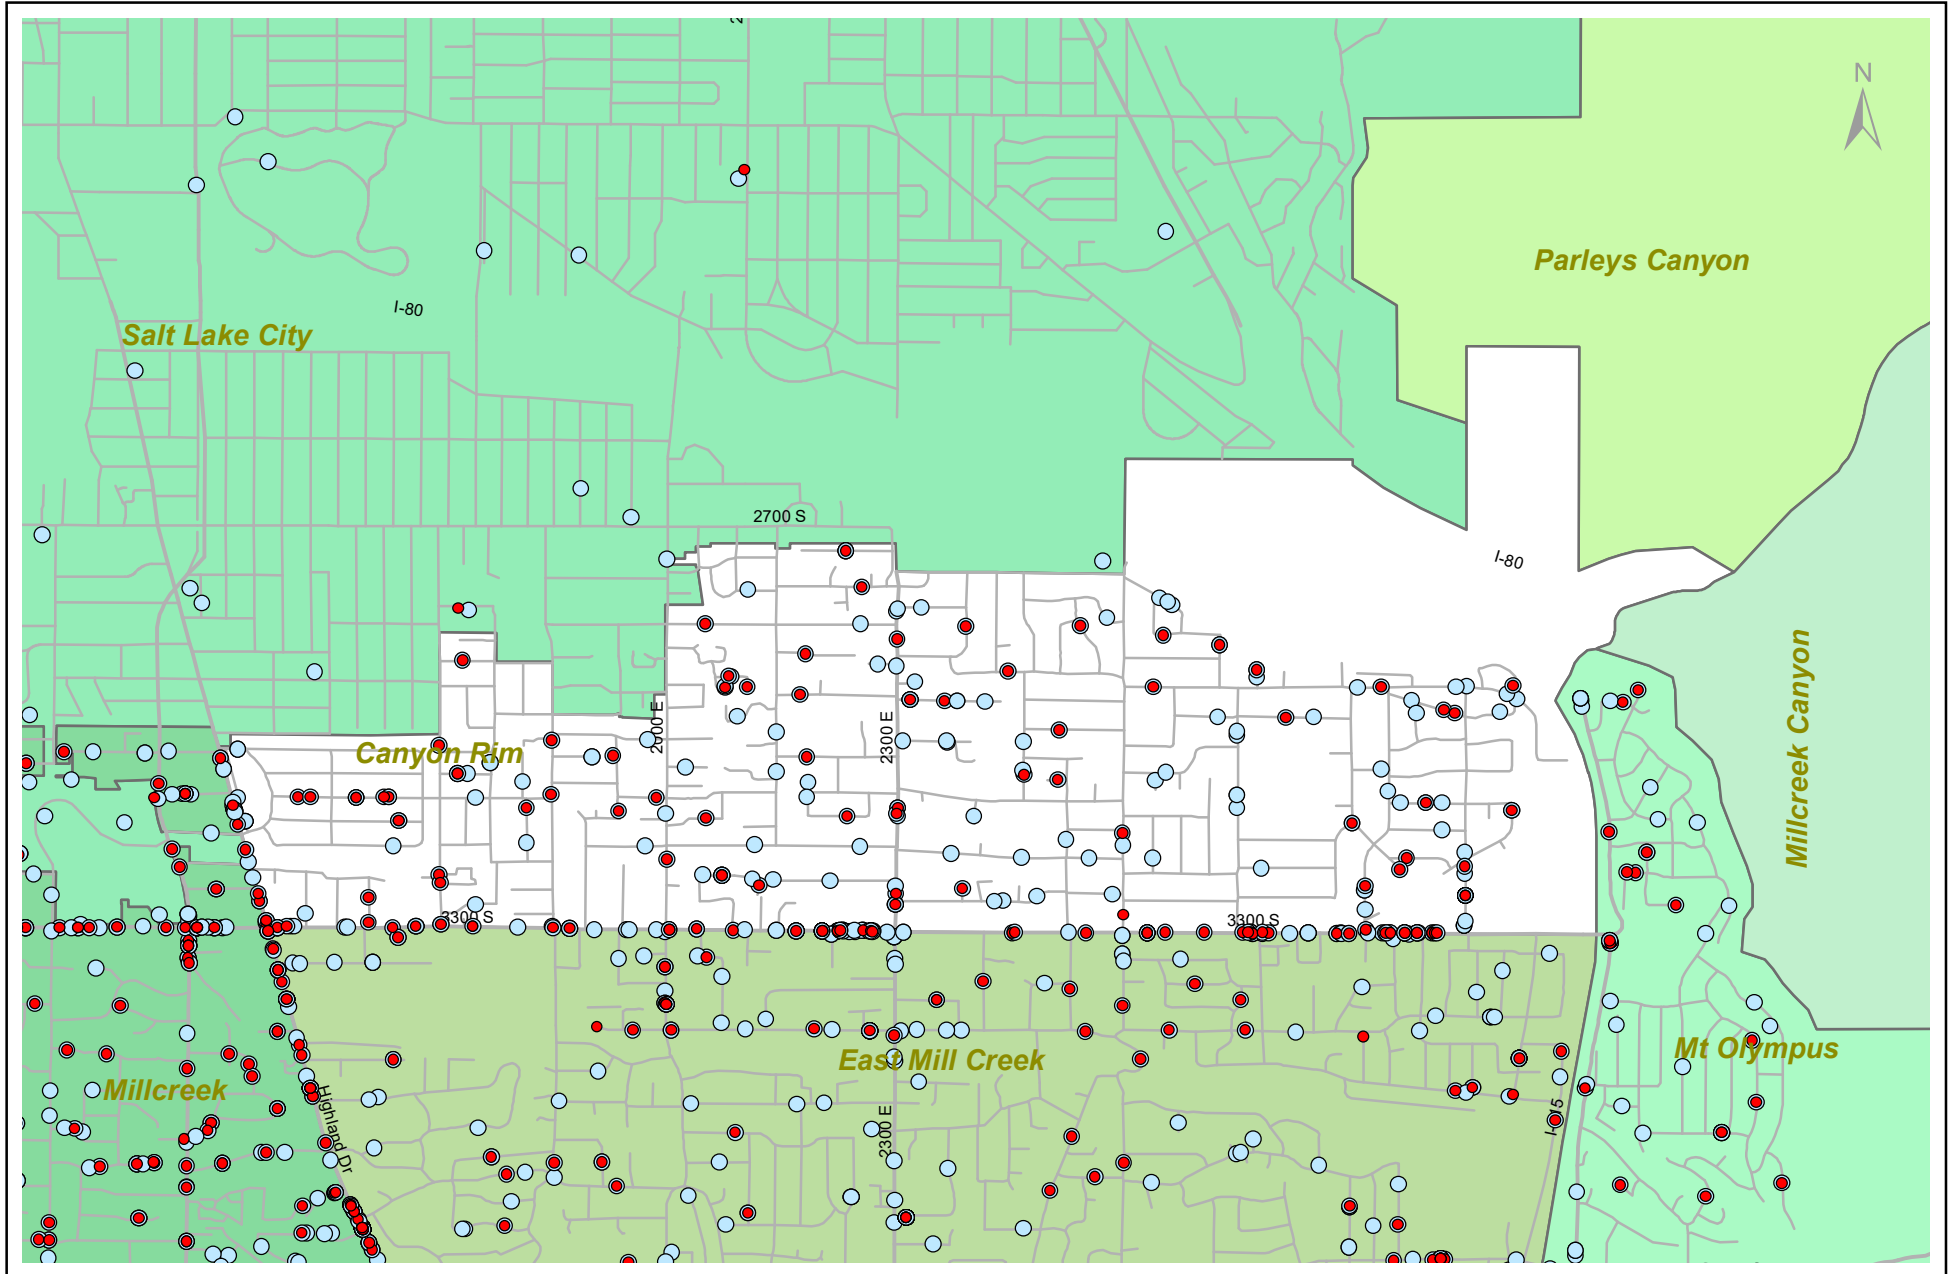 N
Parleys Canyon
I-80
Salt Lake City
2700 S
I-80
Millcreek Canyon
2000 E
2300 E
Canyon Rim
3300 S
3300 S
East Mill Creek
Mt Olympus
Millcreek
Highland Dr
2300 E
I-15